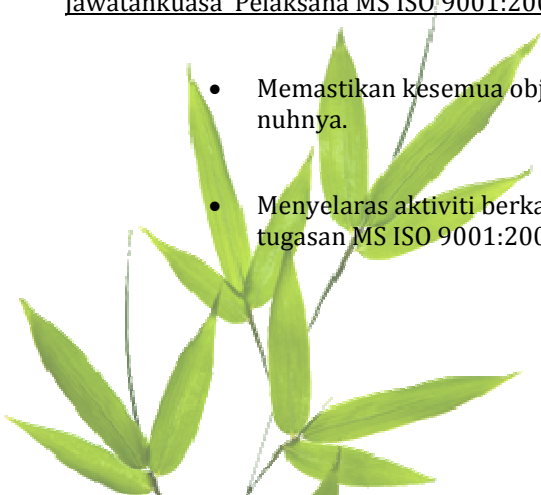 Jawatankuasa Pelaksana MS ISO 9001:200
• Memastikan kesemua obj
nuhnya.
• Menyelaras aktiviti berka
tugasan MS ISO 9001:200